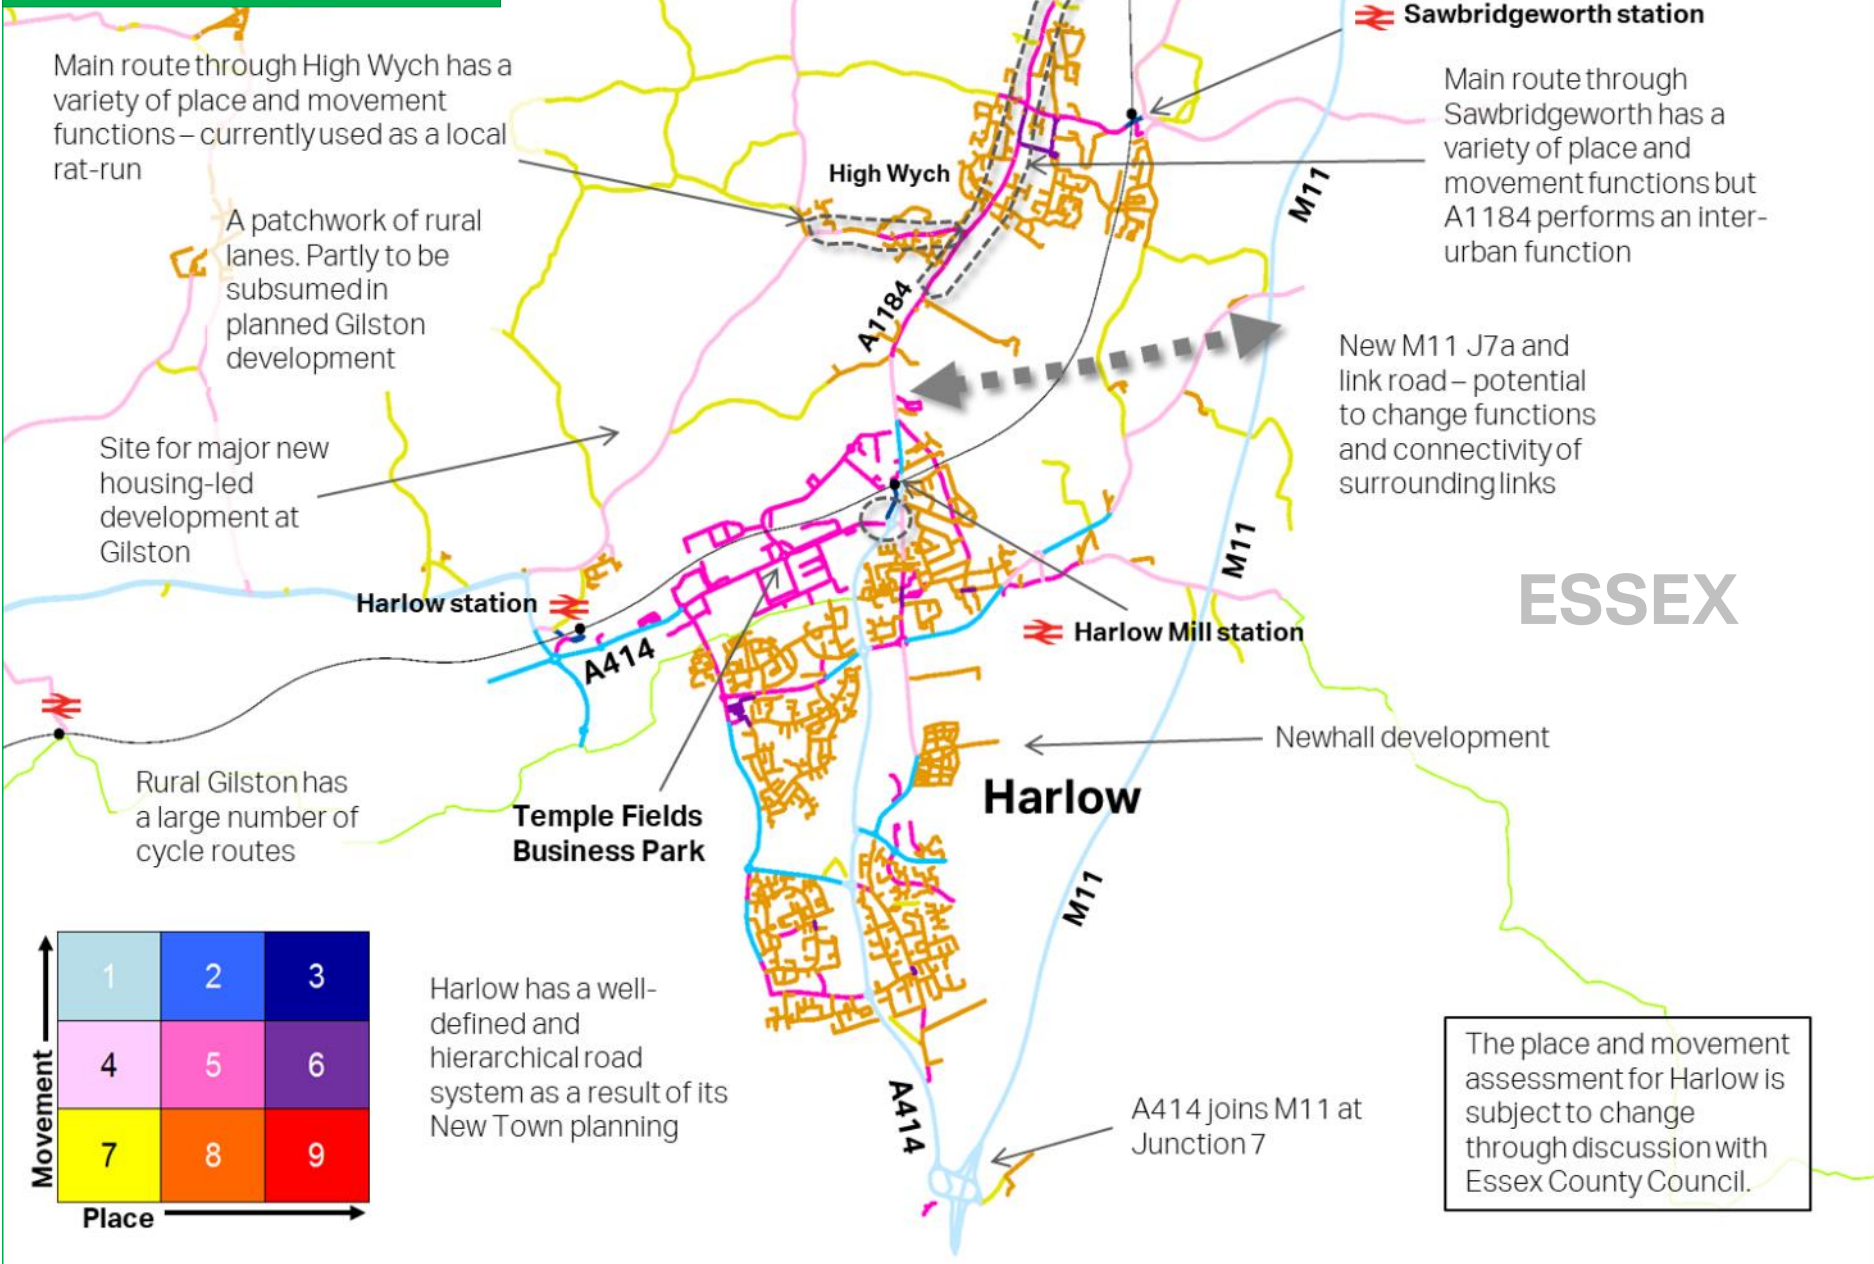 Sawbridgeworth station
Main route through High Wych has a
variety of place and movement
functions – currently used as a local
rat-run
Main route through
Sawbridgeworth has a
variety of place and
movement functions but
A1184 performs an inter-
urban function
High Wych
M11
A patchwork of rural
lanes. Partly to be
subsumed in
planned Gilston
development
A1184
New M11 J7a and
link road – potential
to change functions
and connectivity of
surrounding links
Site for major new
housing-led
development at
Gilston
M11
ESSEX
Harlow station
Harlow Mill station
A414
Newhall development
Rural Gilston has
a large number of
cycle routes
Temple Fields
Business Park
Harlow
M11
Movement
1 2 3
4 5 6
7 8 9
Place
Harlow has a well-
defined and
hierarchical road
system as a result of its
New Town planning
A414
A414 joins M11 at
Junction 7
The place and movement
assessment for Harlow is
subject to change
through discussion with
Essex County Council.